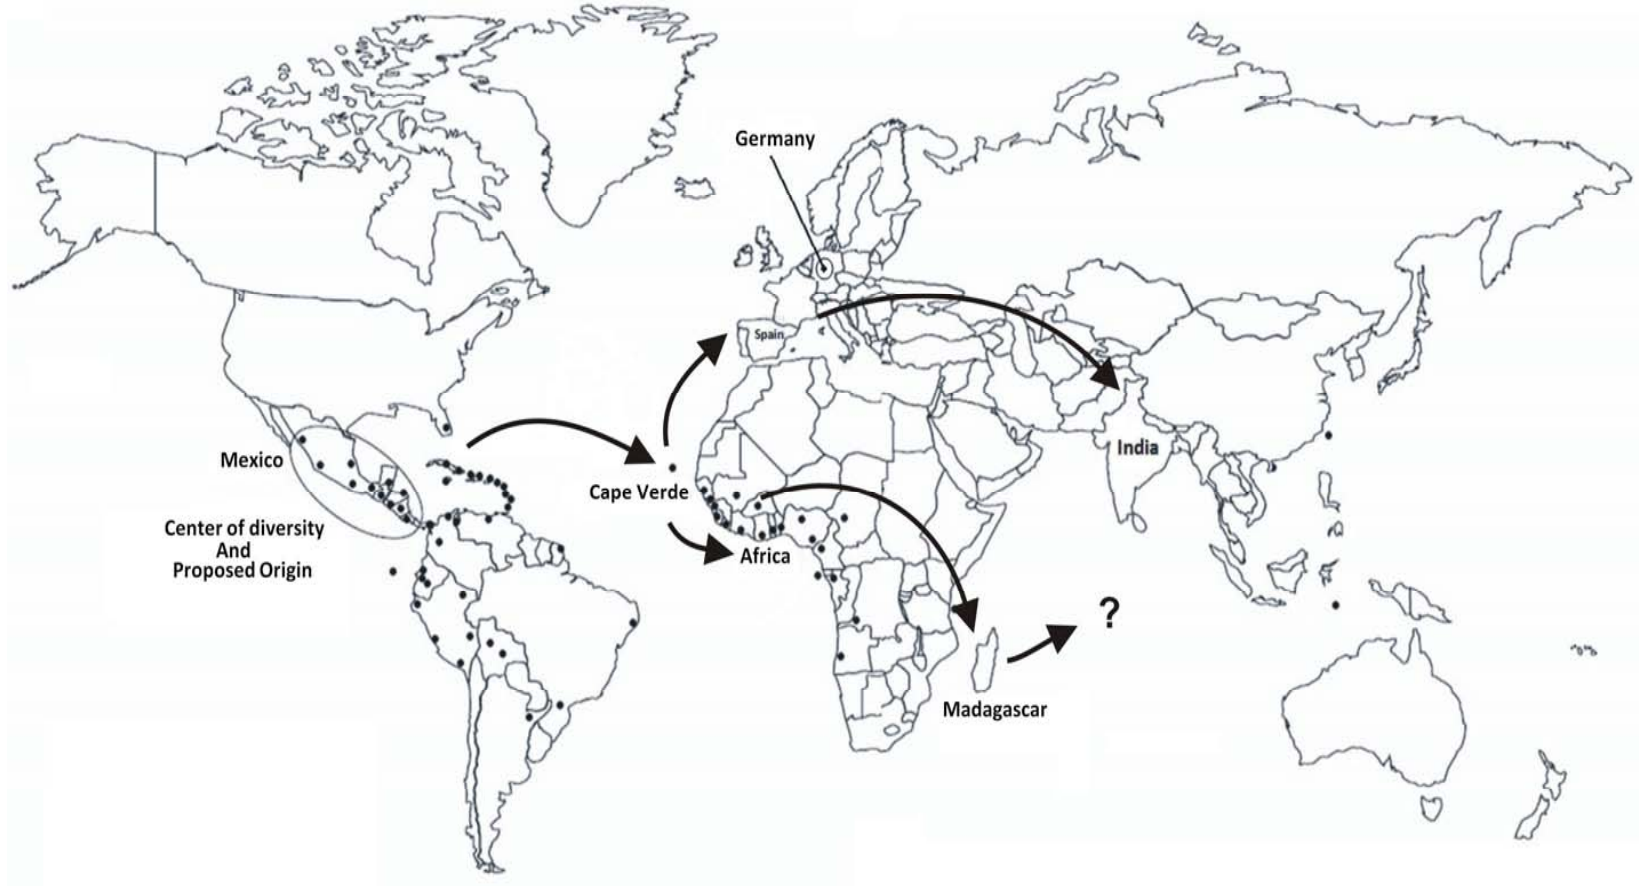 Germany
Spain
Mexico
India
Cape Verde
Center of diversity
And
Proposed Origin
Africa
?
Madagascar